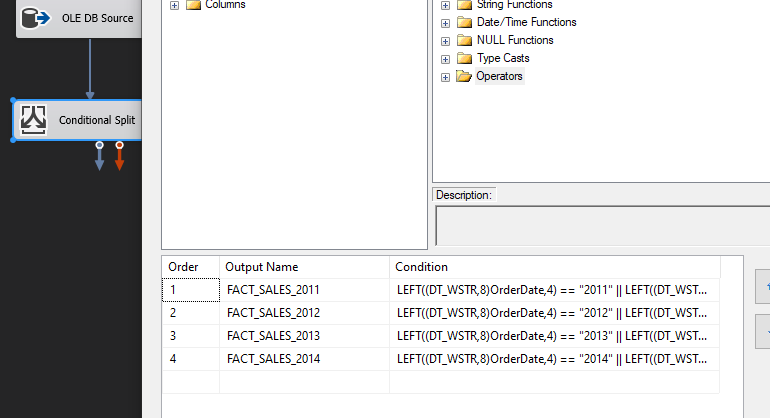 OLE DB Source
Conditional Split
Columns
String Functions
Date/Time Functions
NULL Functions
Type Casts
Operators
Description:
Order Output Name Condition
1 FACT_SALES_2011 LEFT((DT_WSTR,8)OrderDate,4) == "2011" || LEFT((DT_WST...
2 FACT_SALES_2012 LEFT((DT_WSTR,8)OrderDate,4) == "2012" || LEFT((DT_WST...
3 FACT_SALES_2013 LEFT((DT_WSTR,8)OrderDate,4) == "2013" || LEFT((DT_WST...
4 FACT_SALES_2014 LEFT((DT_WSTR,8)OrderDate,4) == "2014" || LEFT((DT_WST...